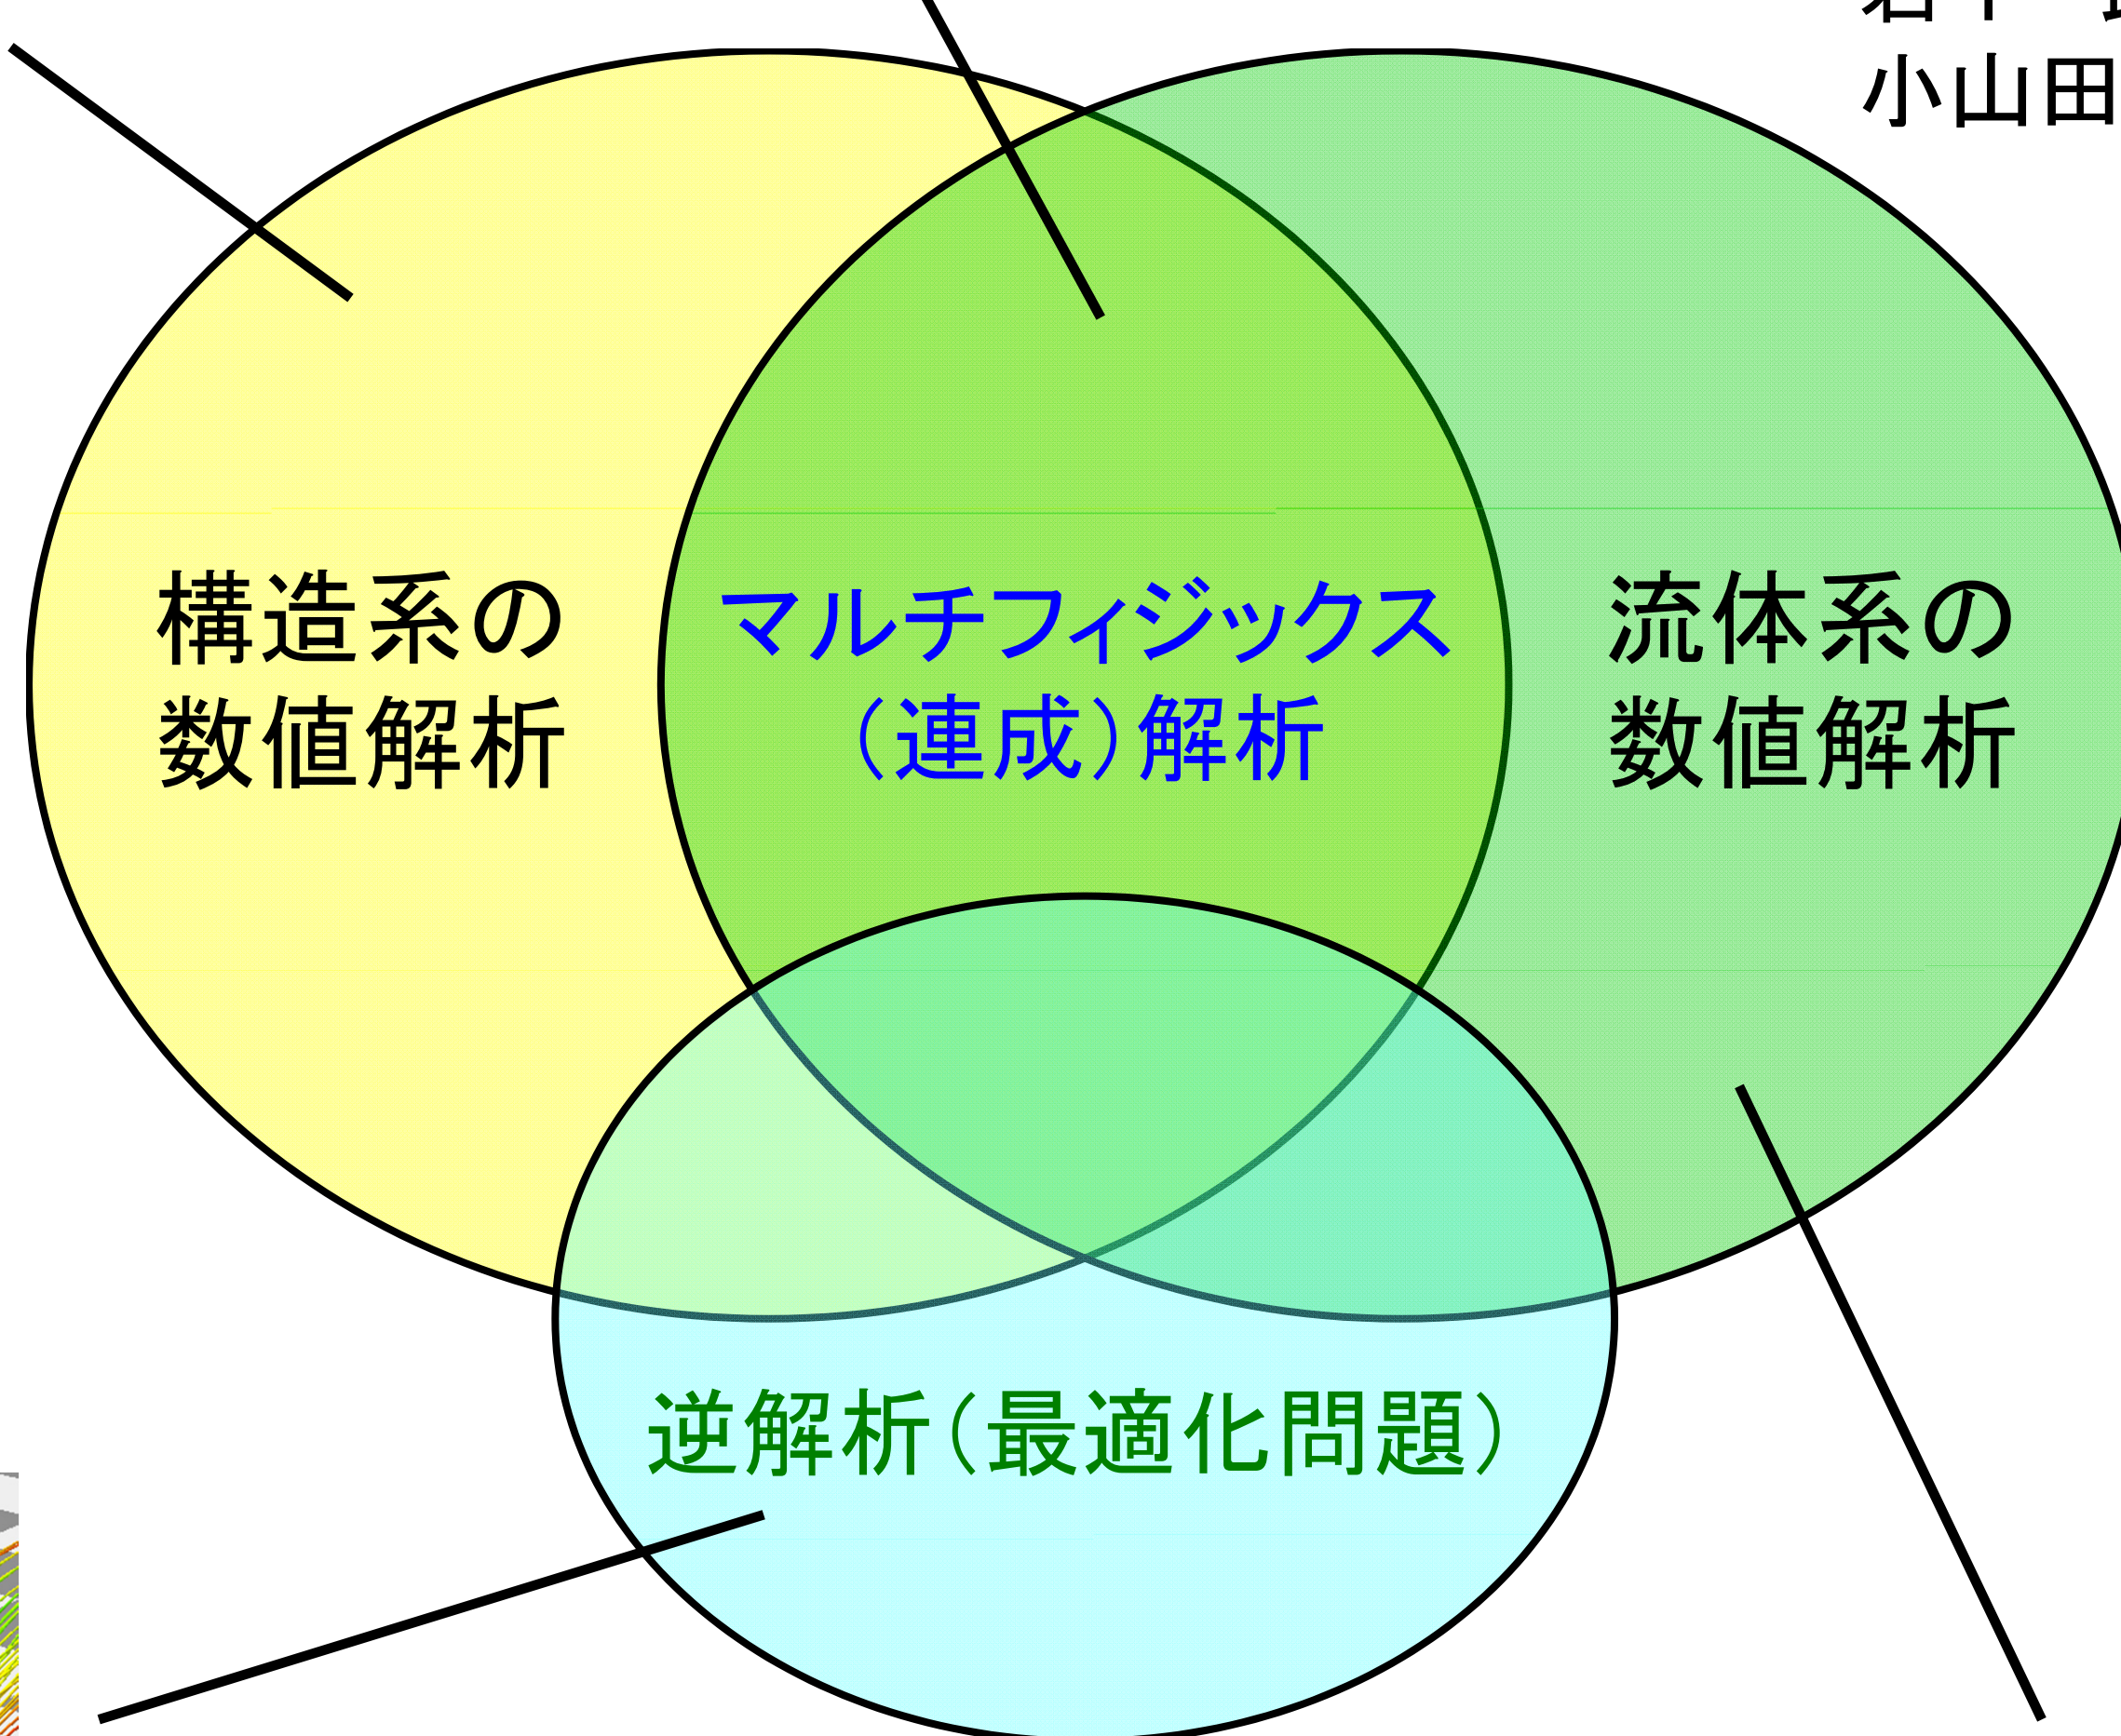 小山田
構造系の
数値解析
マルチフィジックス
（連成）解析
流体系の
数値解析
逆解析（最適化問題）